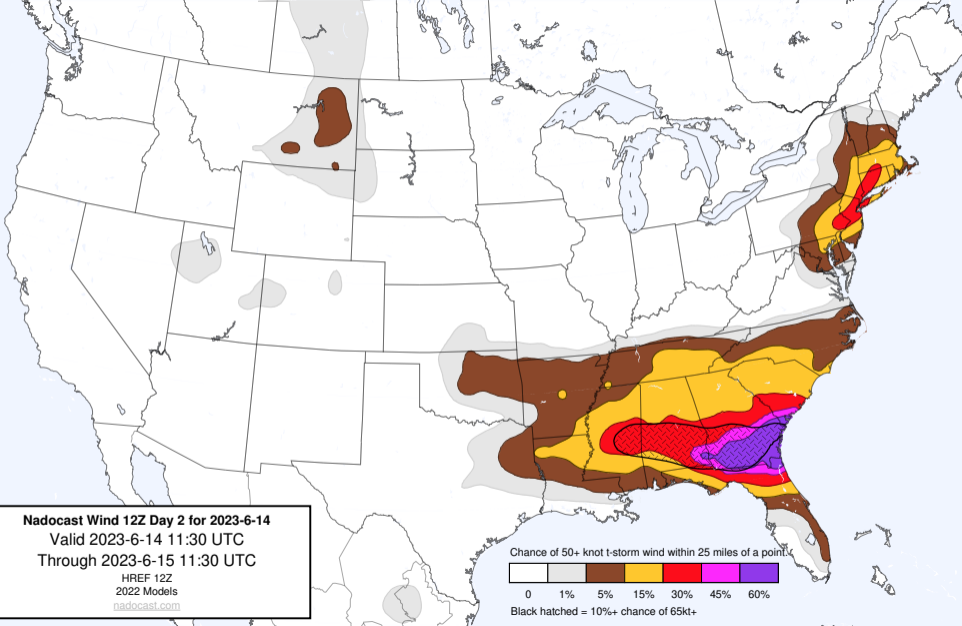 Nadocast Wind 12Z Day 2 for 2023-6-14
Valid 2023-6-14 11:30 UTC
Through 2023-6-15 11:30 UTC
HREF 12Z
2022 Models
nadocast.com
Chance of 50+ knot t-storm wind within 25 miles of a point.
0 1% 5% 15% 30% 45% 60%
Black hatched = 10%+ chance of 65kt+